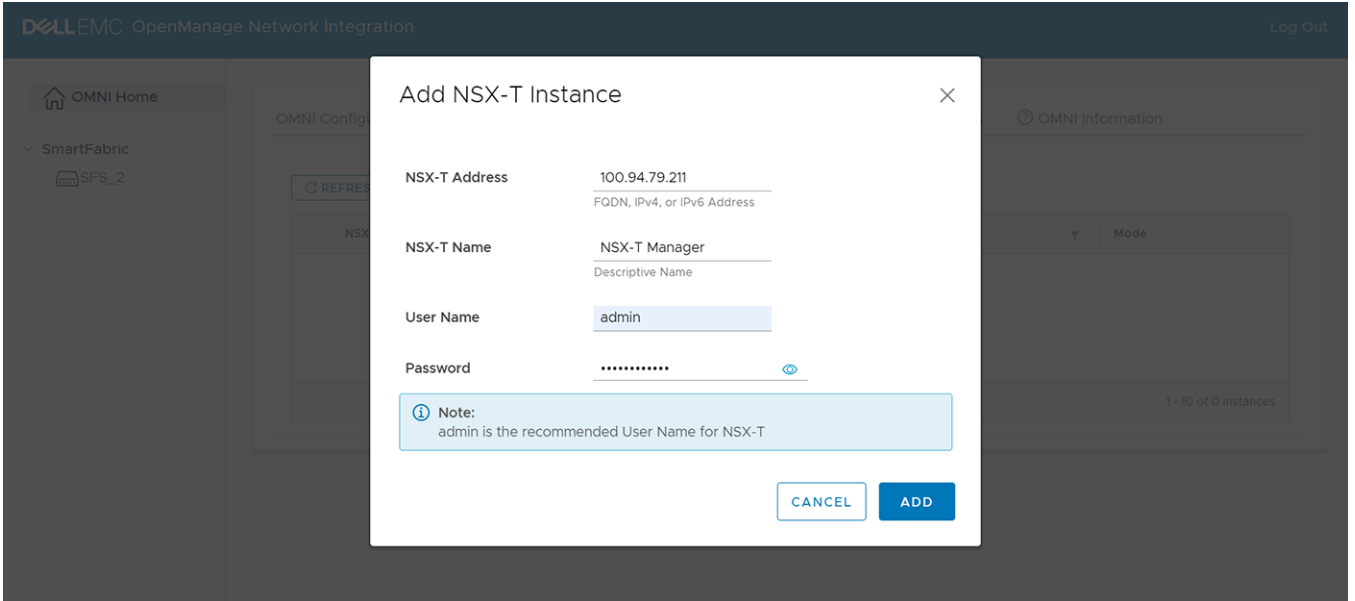 DELLEMC OpenManage Network Integration
Log Out
OMNI Home
SmartFabric
SFS_2
OMNI Configu
OMNI Information
REFRES
NSX
Mode
1 - 10 of 0 instances
Add NSX-T Instance
NSX-T Address
100.94.79.211
FQDN, IPv4, or IPv6 Address
NSX-T Name
NSX-T Manager
Descriptive Name
User Name
admin
Password
••••••••••••
Note:
admin is the recommended User Name for NSX-T
CANCEL
ADD